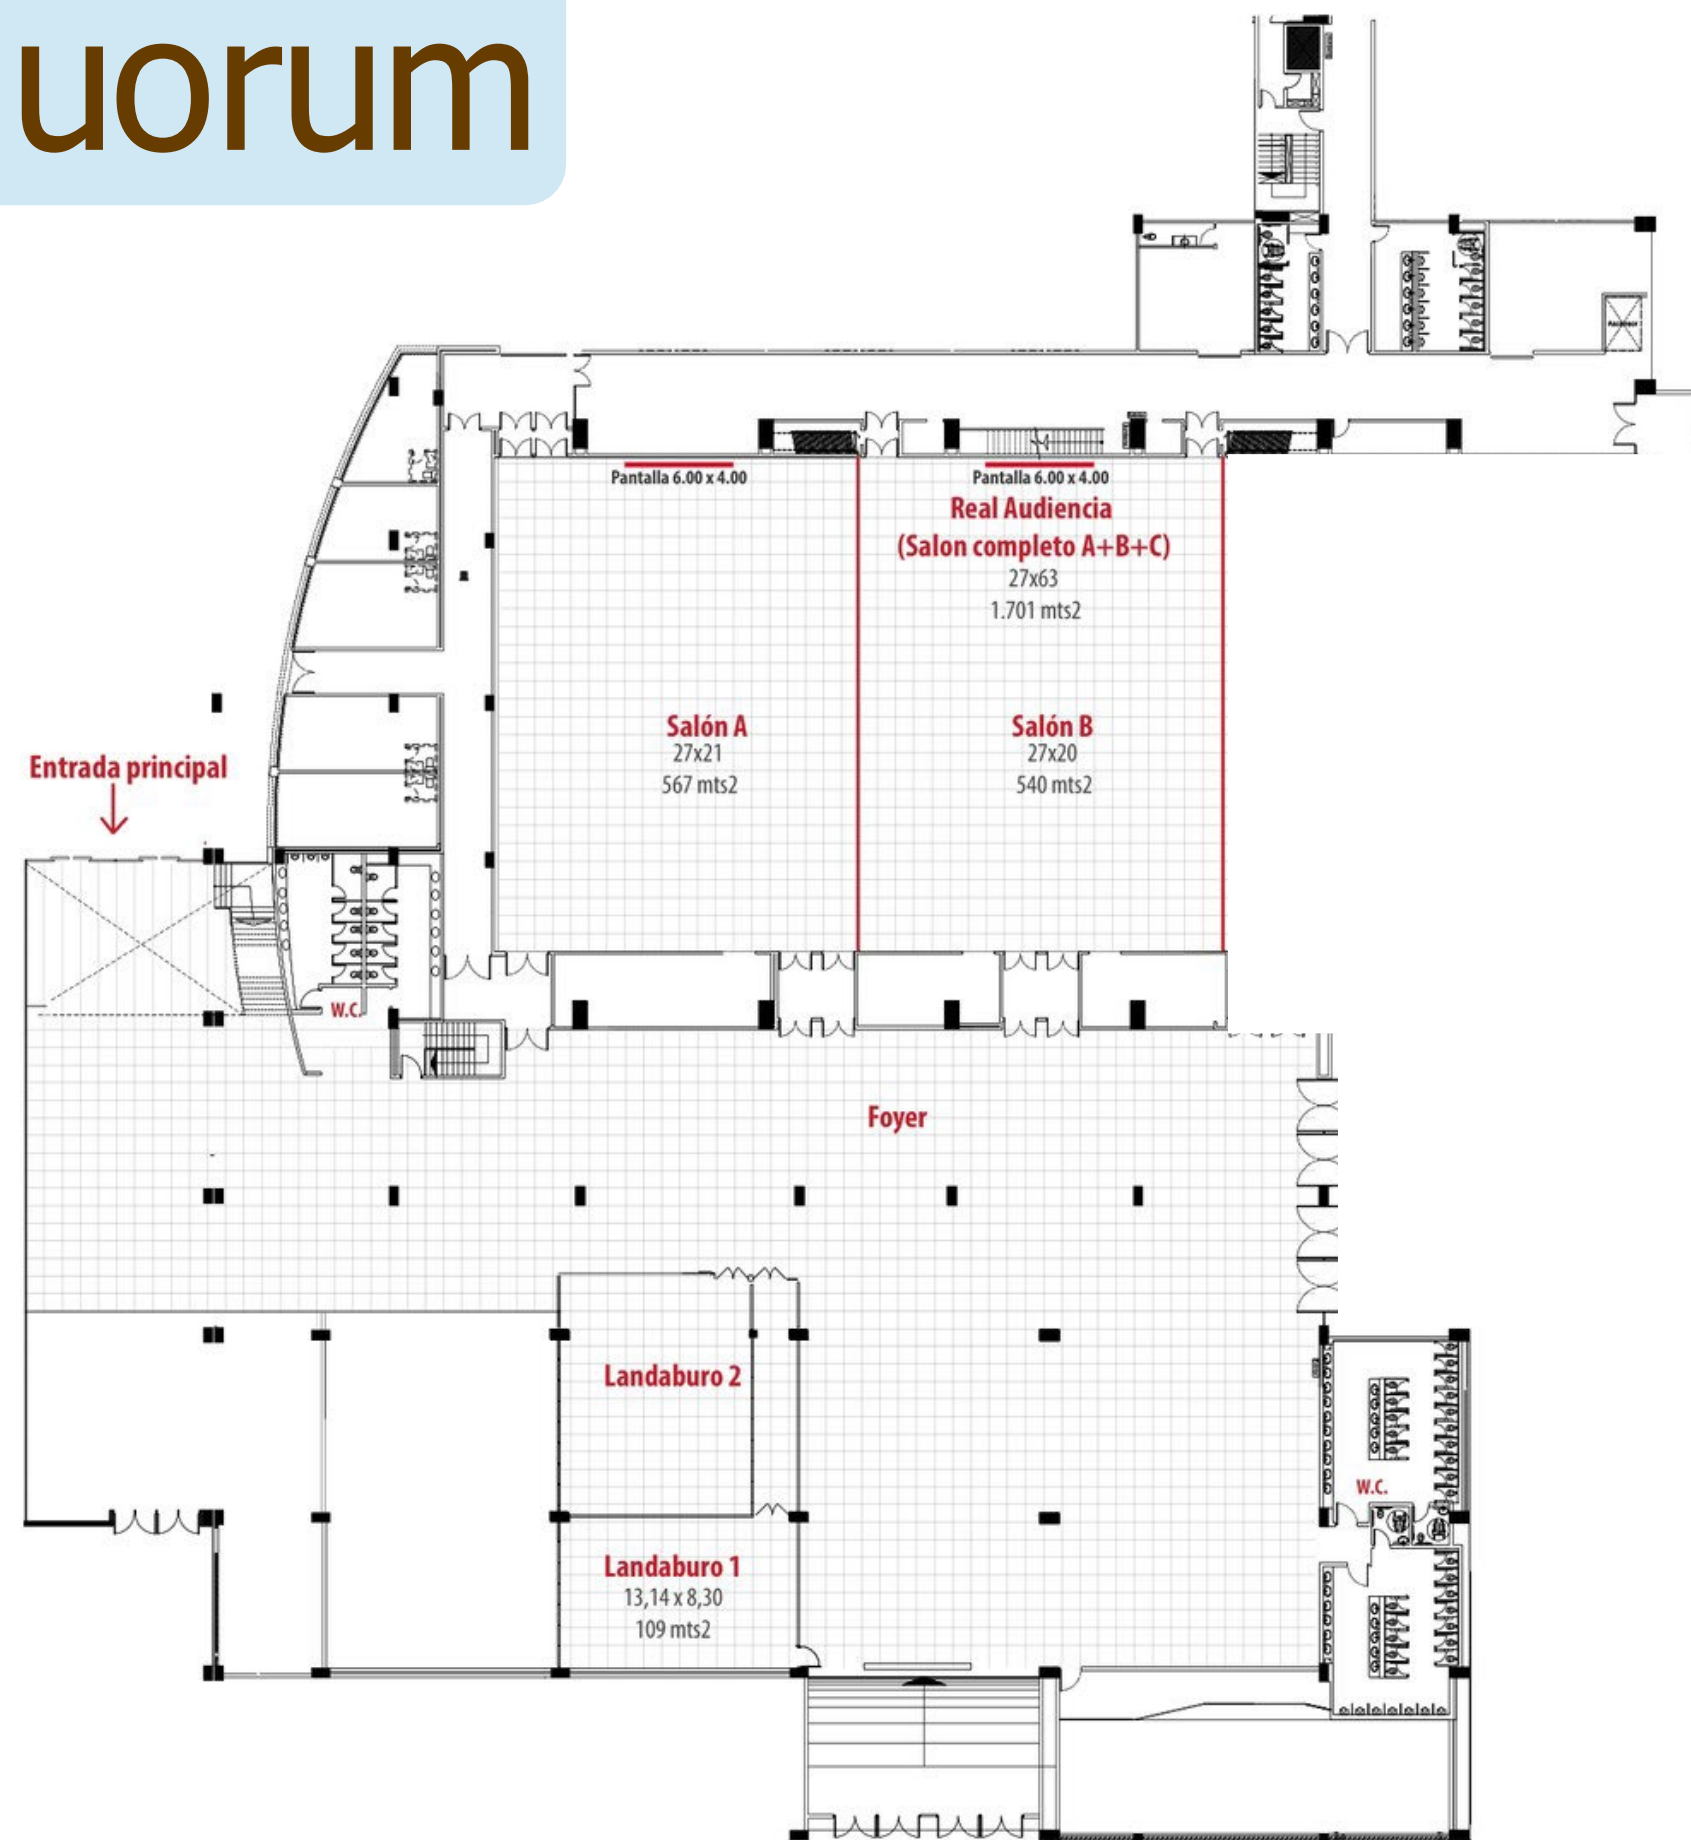 uorum
Pantalla 6.00 x 4.00
Pantalla 6.00 x 4.00
Real Audiencia
(Salon completo A+B+C)
27x63
1.701 mts2
Salón A
27x21
567 mts2
Salón B
27x20
540 mts2
Entrada principal
W.C.
Foyer
Landaburo 2
W.C.
Landaburo 1
13,14 x 8,30
109 mts2